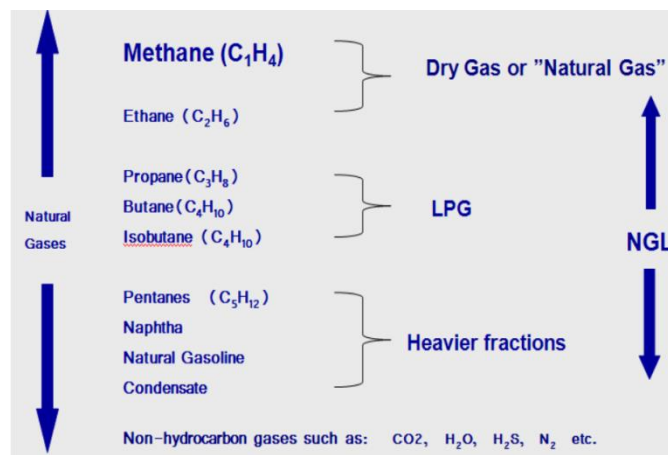 Methane (C₁H₄)
Dry Gas or ”Natural Gas”
Ethane (C₂H₆)
Propane(C₃H₈)
Butane(C₄H₁₀)
LPG
Natural
Gases
Isobutane (C₄H₁₀)
NGL
Pentanes (C₅H₁₂)
Naphtha
Natural Gasoline
Heavier fractions
Condensate
Non-hydrocarbon gases such as: CO2, H₂O, H₂S, N₂ etc.